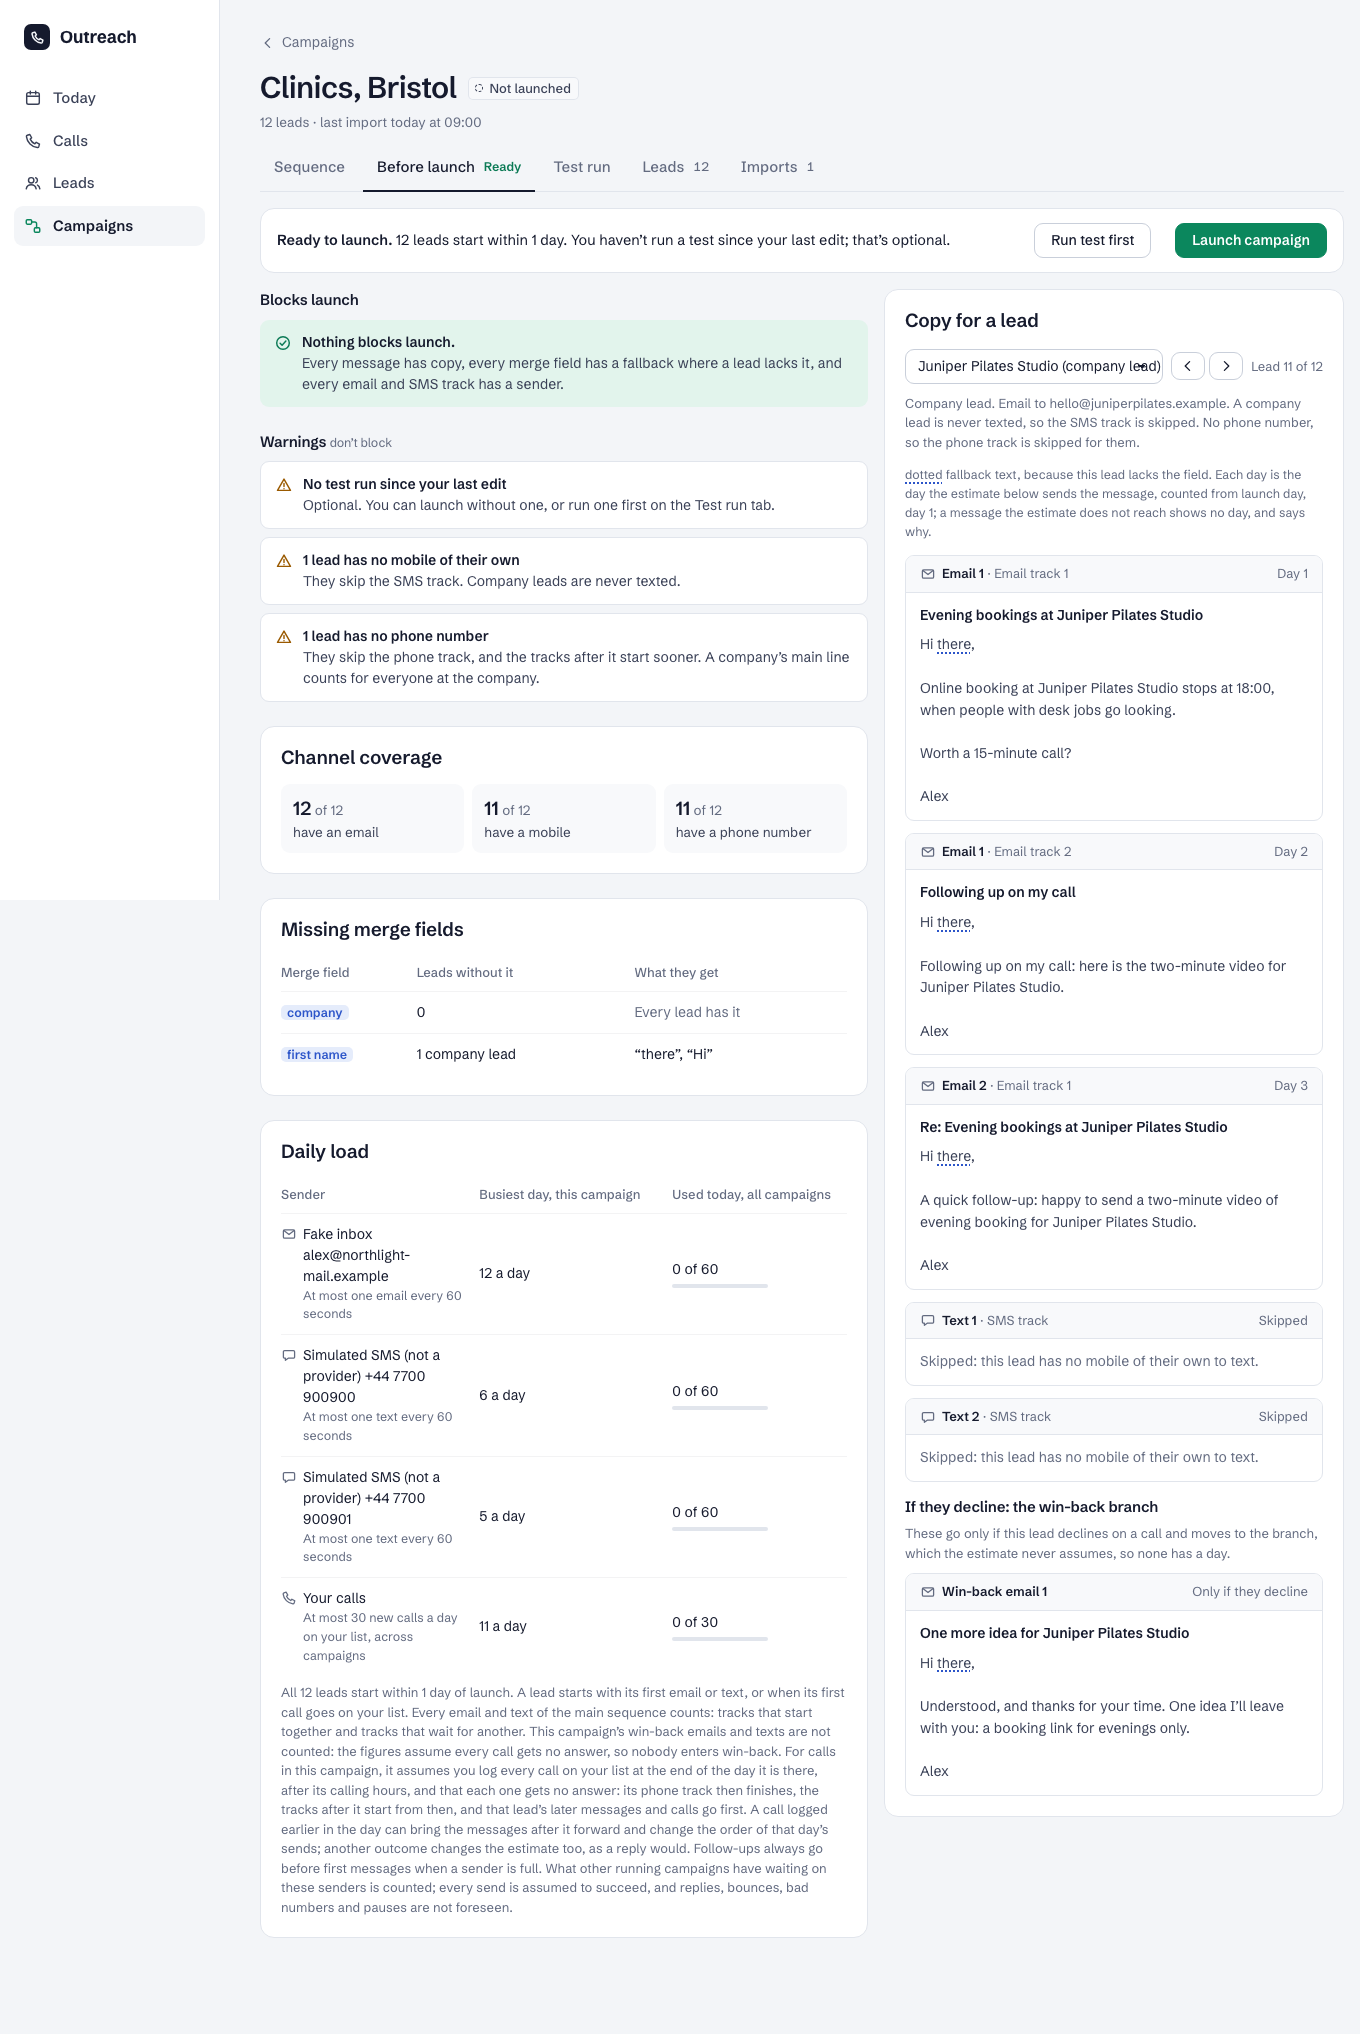 Outreach
Today
Calls
Leads
Campaigns
Campaigns
Clinics, Bristol
Not launched
12 leads · last import today at 09:00
Sequence
Before launch Ready
Test run
Leads 12
Imports 1
Ready to launch. 12 leads start within 1 day. You haven’t run a test since your last edit; that’s optional.
Run test first
Launch campaign
Blocks launch
Nothing blocks launch.
Every message has copy, every merge field has a fallback where a lead lacks it, and
every email and SMS track has a sender.
Warnings don’t block
No test run since your last edit
Optional. You can launch without one, or run one first on the Test run tab.
1 lead has no mobile of their own
They skip the SMS track. Company leads are never texted.
1 lead has no phone number
They skip the phone track, and the tracks after it start sooner. A company’s main line
counts for everyone at the company.
Channel coverage
12 of 12
have an email
11 of 12
have a mobile
11 of 12
have a phone number
Missing merge fields
Merge field
Leads without it
What they get
company
0
Every lead has it
first name
1 company lead
“there”, “Hi”
Daily load
Sender
Busiest day, this campaign
Used today, all campaigns
Fake inbox
alex@northlight-
mail.example
At most one email every 60
seconds
12 a day
0 of 60
Simulated SMS (not a
provider) +44 7700
900900
At most one text every 60
seconds
6 a day
0 of 60
Simulated SMS (not a
provider) +44 7700
900901
At most one text every 60
seconds
5 a day
0 of 60
Your calls
At most 30 new calls a day
on your list, across
campaigns
11 a day
0 of 30
All 12 leads start within 1 day of launch. A lead starts with its first email or text, or when its first
call goes on your list. Every email and text of the main sequence counts: tracks that start
together and tracks that wait for another. This campaign’s win-back emails and texts are not
counted: the figures assume every call gets no answer, so nobody enters win-back. For calls
in this campaign, it assumes you log every call on your list at the end of the day it is there,
after its calling hours, and that each one gets no answer: its phone track then finishes, the
tracks after it start from then, and that lead’s later messages and calls go first. A call logged
earlier in the day can bring the messages after it forward and change the order of that day’s
sends; another outcome changes the estimate too, as a reply would. Follow-ups always go
before first messages when a sender is full. What other running campaigns have waiting on
these senders is counted; every send is assumed to succeed, and replies, bounces, bad
numbers and pauses are not foreseen.
Copy for a lead
Juniper Pilates Studio (company lead)
Lead 11 of 12
Company lead. Email to hello@juniperpilates.example. A company
lead is never texted, so the SMS track is skipped. No phone number,
so the phone track is skipped for them.
dotted fallback text, because this lead lacks the field. Each day is the
day the estimate below sends the message, counted from launch day,
day 1; a message the estimate does not reach shows no day, and says
why.
Email 1 · Email track 1
Day 1
Evening bookings at Juniper Pilates Studio
Hi there,
Online booking at Juniper Pilates Studio stops at 18:00,
when people with desk jobs go looking.
Worth a 15-minute call?
Alex
Email 1 · Email track 2
Day 2
Following up on my call
Hi there,
Following up on my call: here is the two-minute video for
Juniper Pilates Studio.
Alex
Email 2 · Email track 1
Day 3
Re: Evening bookings at Juniper Pilates Studio
Hi there,
A quick follow-up: happy to send a two-minute video of
evening booking for Juniper Pilates Studio.
Alex
Text 1 · SMS track
Skipped
Skipped: this lead has no mobile of their own to text.
Text 2 · SMS track
Skipped
Skipped: this lead has no mobile of their own to text.
If they decline: the win-back branch
These go only if this lead declines on a call and moves to the branch,
which the estimate never assumes, so none has a day.
Win-back email 1
Only if they decline
One more idea for Juniper Pilates Studio
Hi there,
Understood, and thanks for your time. One idea I’ll leave
with you: a booking link for evenings only.
Alex